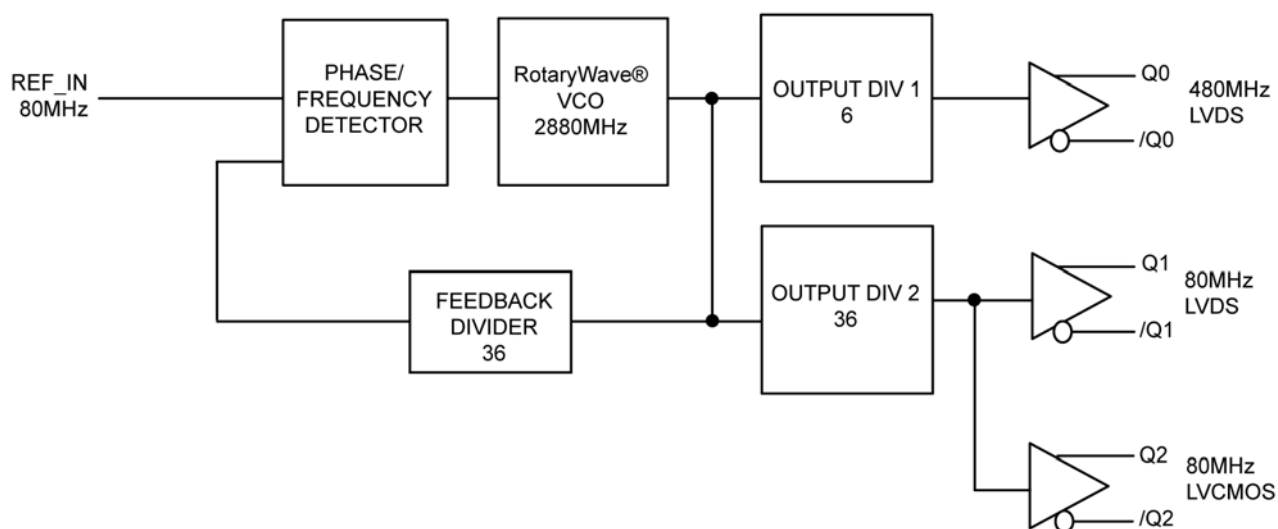 REF_IN
80MHz
PHASE/
FREQUENCY
DETECTOR
RotaryWave®
VCO
2880MHz
OUTPUT DIV 1
6
Q0
/Q0
480MHz
LVDS
FEEDBACK
DIVIDER
36
OUTPUT DIV 2
36
Q1
/Q1
80MHz
LVDS
Q2
/Q2
80MHz
LVCMOS